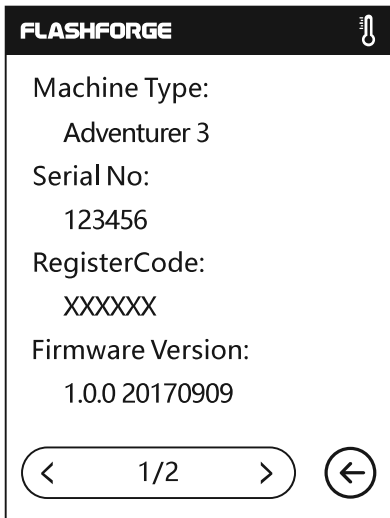 FLASHFORGE
Machine Type:
Adventurer 3
Serial No:
123456
RegisterCode:
XXXXXX
Firmware Version:
1.0.0 20170909
< 1/2 >